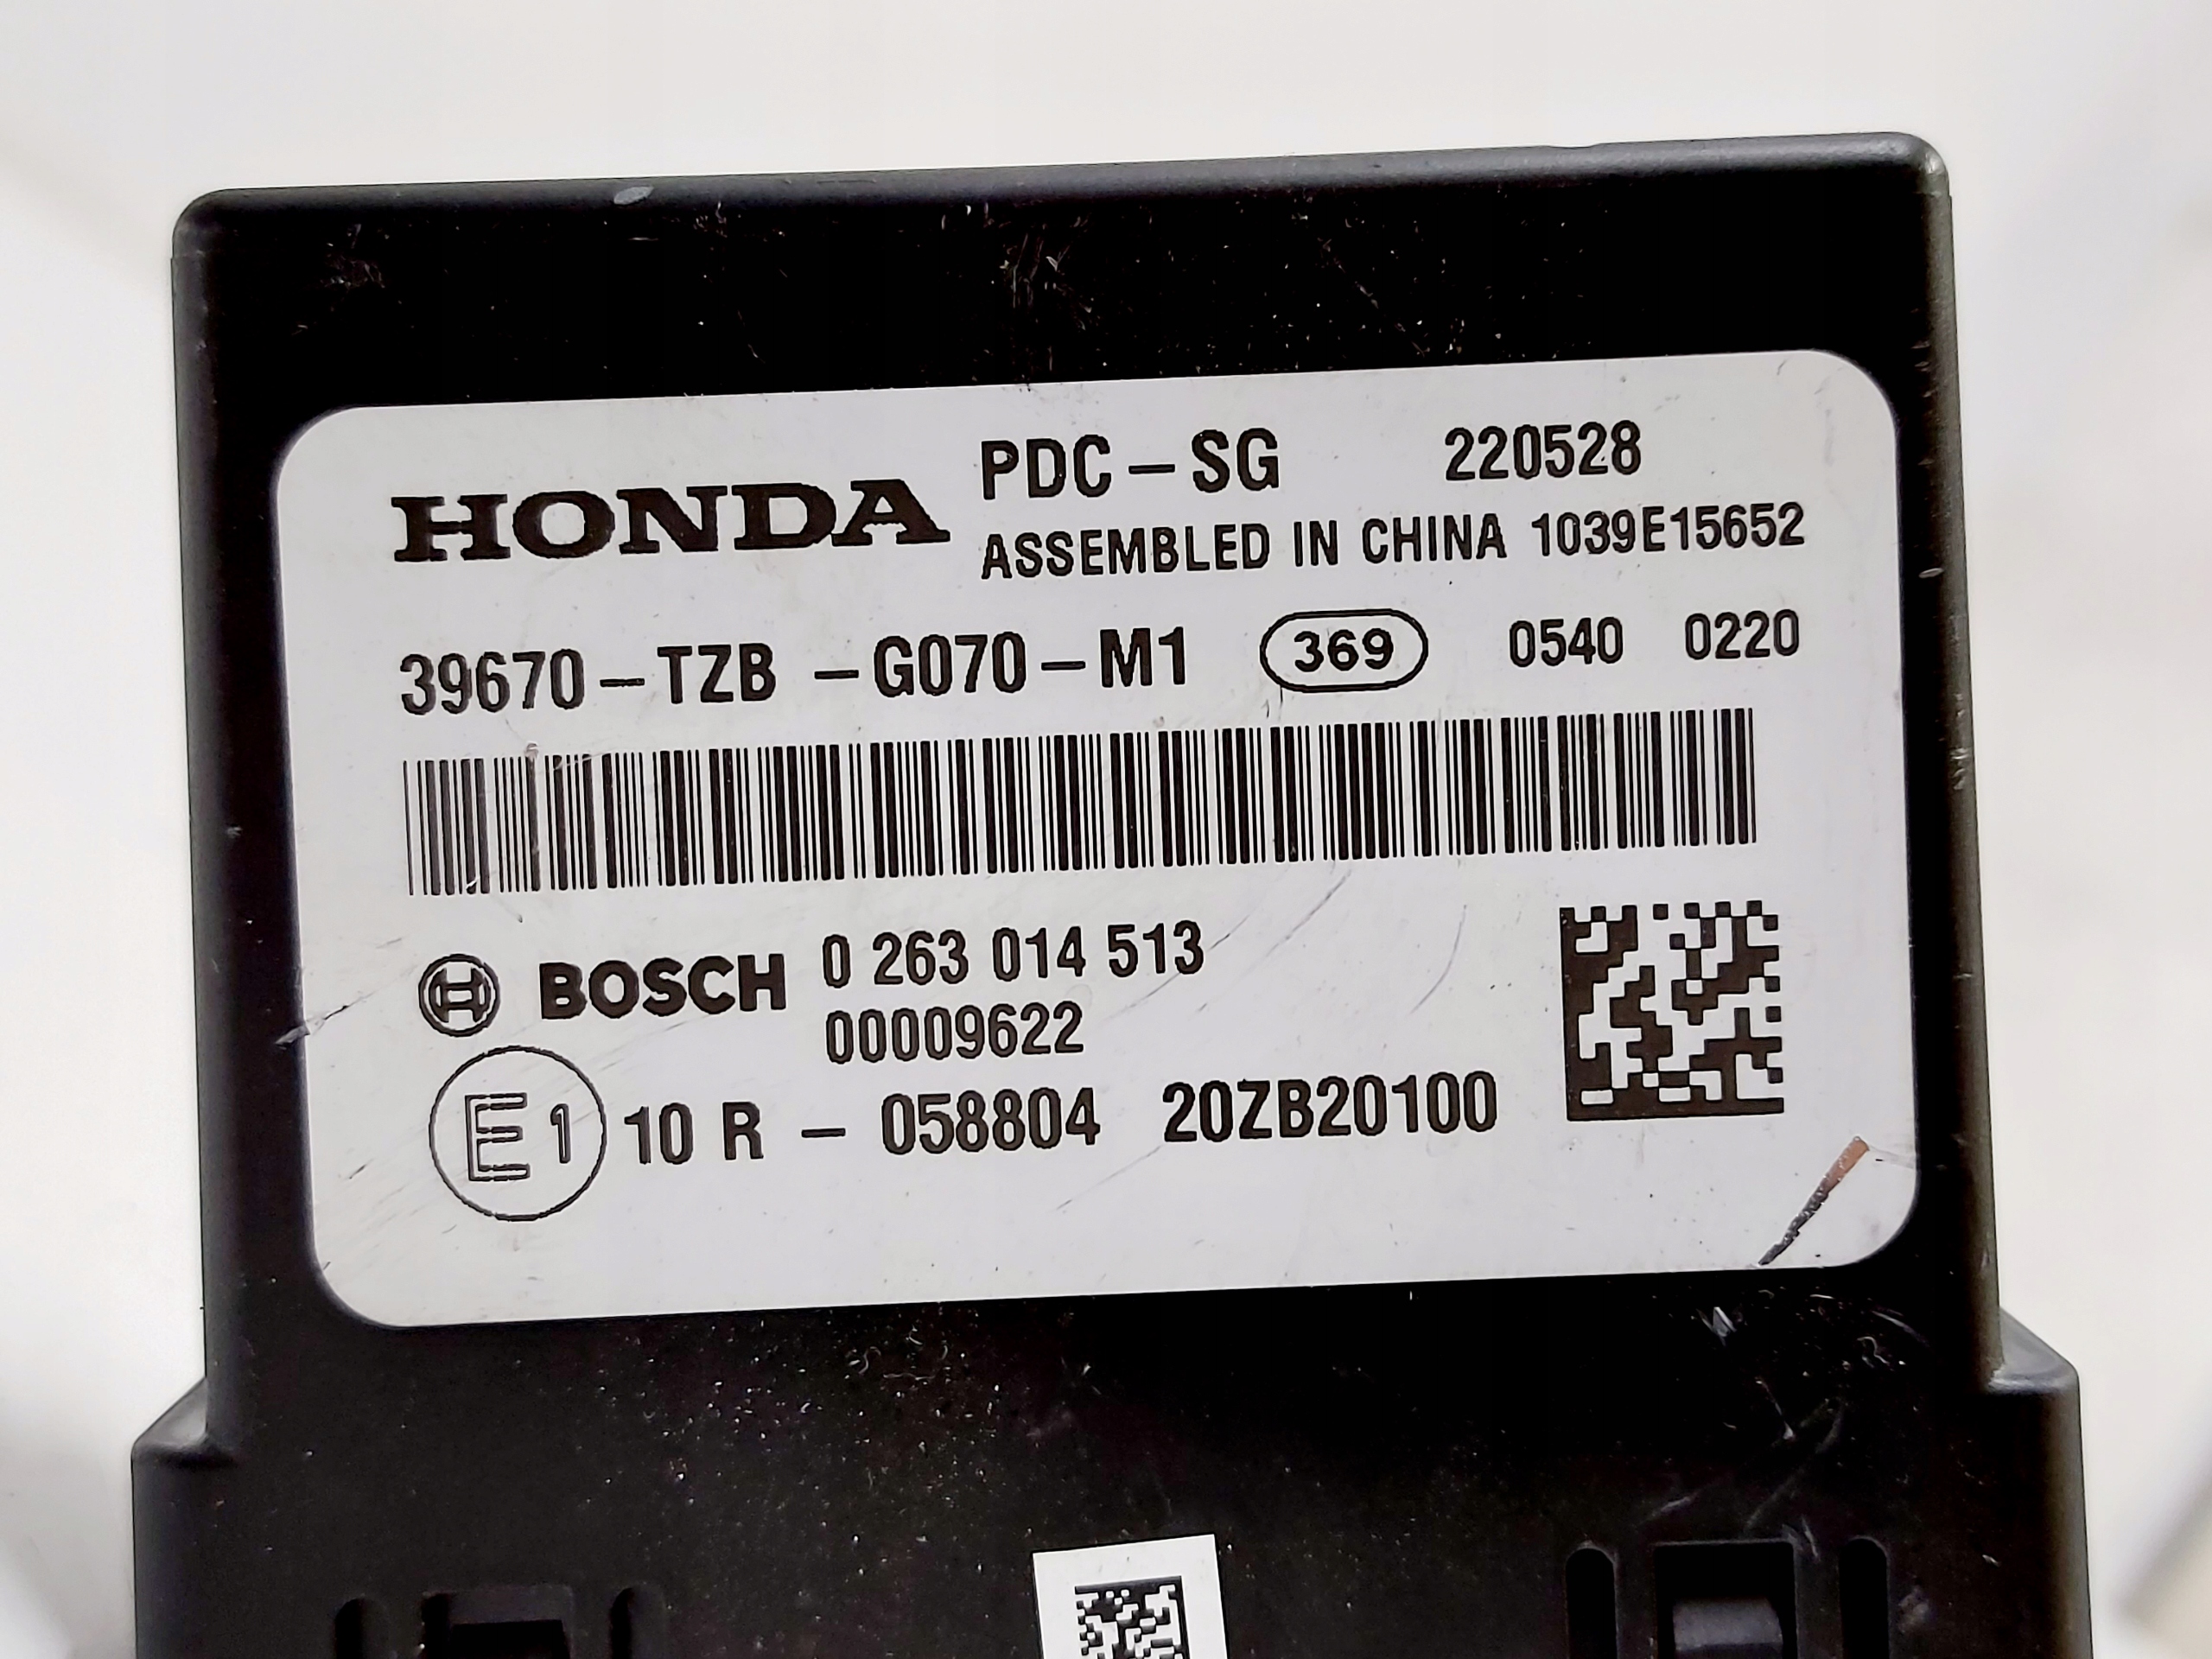 HONDA PDC-SG 220528
ASSEMBLED IN CHINA 1039E15652
39670-TZB -G070-M1 369 0540 0220
BOSCH 0 263 014 513
00009622
E1 10 R - 058804 20ZB20100